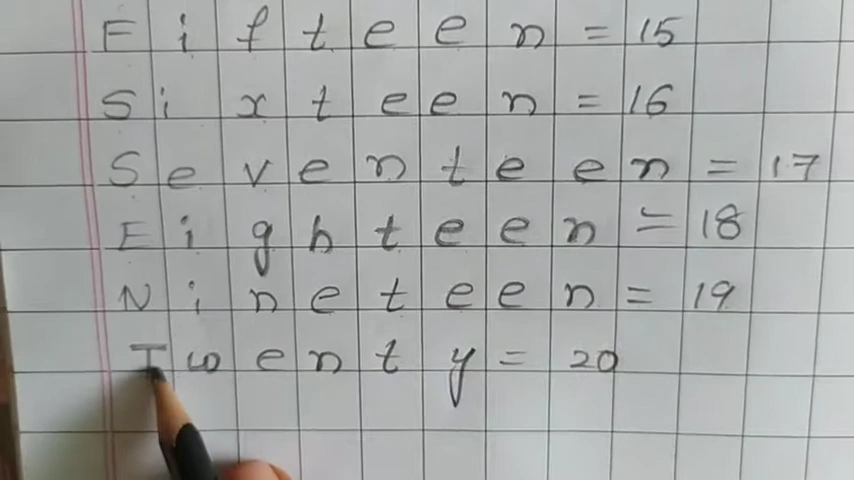 Fifteen = 15
Sixteen = 16
Seventeen = 17
Eighteen = 18
Nineteen = 19
Twenty = 20